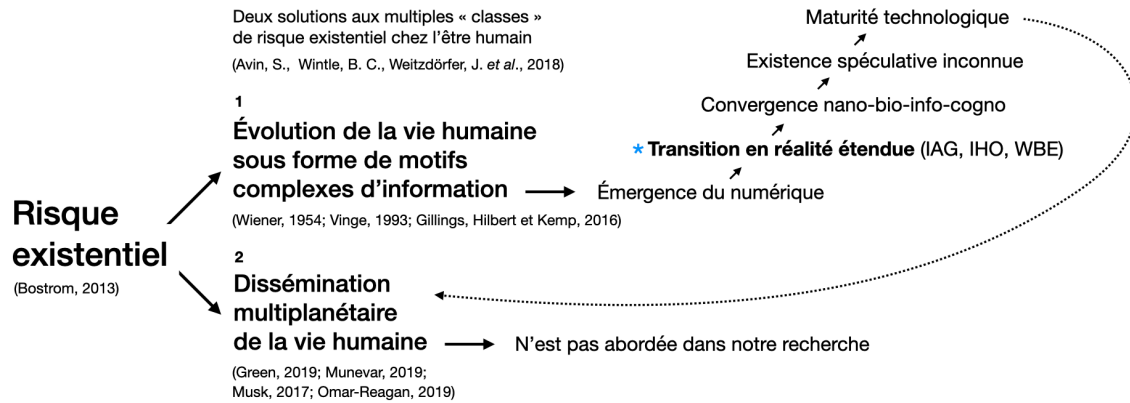 Deux solutions aux multiples « classes »
de risque existentiel chez l’être humain
(Avin, S., Wintle, B. C., Weitzdörfer, J. et al., 2018)
Risque
existentiel
(Bostrom, 2013)
1
Évolution de la vie humaine
sous forme de motifs
complexes d’information
(Wiener, 1954; Vinge, 1993; Gillings, Hilbert et Kemp, 2016)
Maturité technologique
Existence spéculative inconnue
Convergence nano-bio-info-cogno
* Transition en réalité étendue (IAG, IHO, WBE)
Émergence du numérique
2
Dissémination
multiplanétaire
de la vie humaine
(Green, 2019; Munevar, 2019;
Musk, 2017; Omar-Reagan, 2019)
N’est pas abordée dans notre recherche